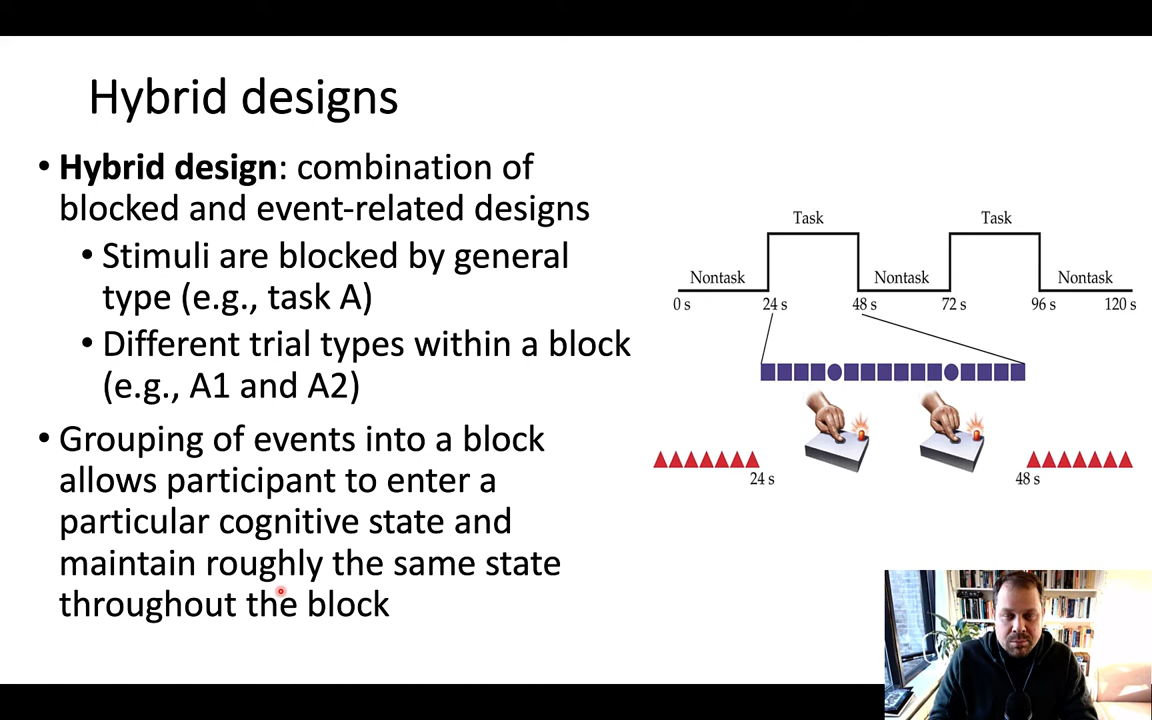 Hybrid designs
• Hybrid design: combination of
blocked and event-related designs
• Stimuli are blocked by general
type (e.g., task A)
• Different trial types within a block
(e.g., A1 and A2)
• Grouping of events into a block
allows participant to enter a
particular cognitive state and
maintain roughly the same state
throughout the block
Task Task
Nontask Nontask Nontask
0 s 24 s 48 s 72 s 96 s 120 s
24 s 48 s